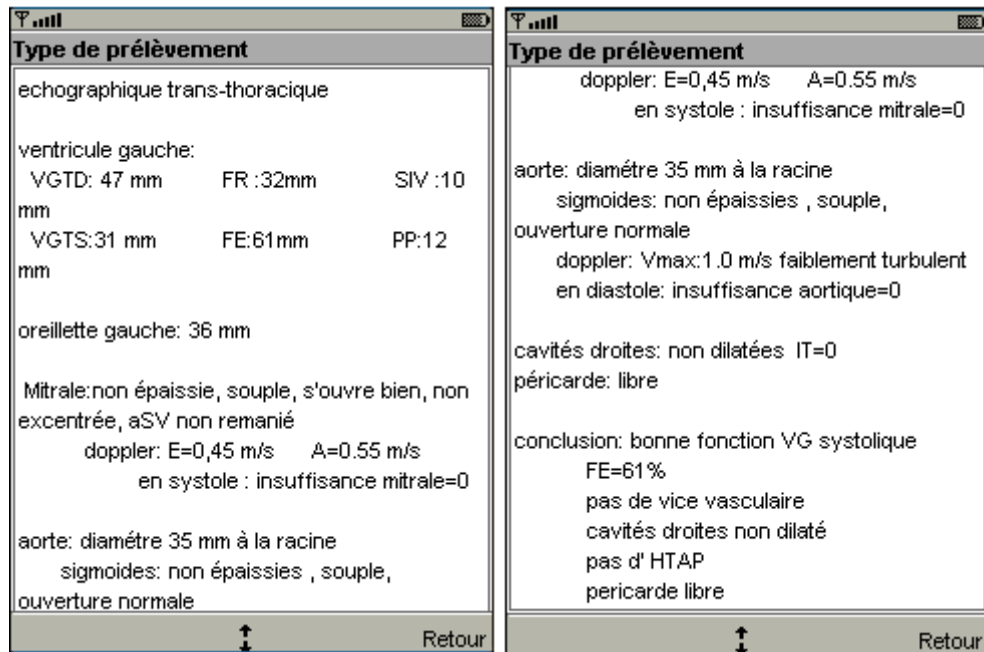 Type de prélèvement
echographique trans-thoracique
ventricule gauche:
VGTD: 47 mm FR :32mm SIV :10
mm
VGTS:31 mm FE:61mm PP:12
mm
oreillette gauche: 36 mm
Mitrale:non épaissie, souple, s'ouvre bien, non
excentrée, aSV non remanié
doppler: E=0,45 m/s A=0.55 m/s
en systole : insuffisance mitrale=0
aorte: diamétre 35 mm à la racine
sigmoides: non épaissies , souple,
ouverture normale
Retour
Type de prélèvement
doppler: E=0,45 m/s A=0.55 m/s
en systole : insuffisance mitrale=0
aorte: diamétre 35 mm à la racine
sigmoides: non épaissies , souple,
ouverture normale
doppler: Vmax:1.0 m/s faiblement turbulent
en diastole: insuffisance aortique=0
cavités droites: non dilatées IT=0
péricarde: libre
conclusion: bonne fonction VG systolique
FE=61%
pas de vice vasculaire
cavités droites non dilaté
pas d' HTAP
pericarde libre
Retour